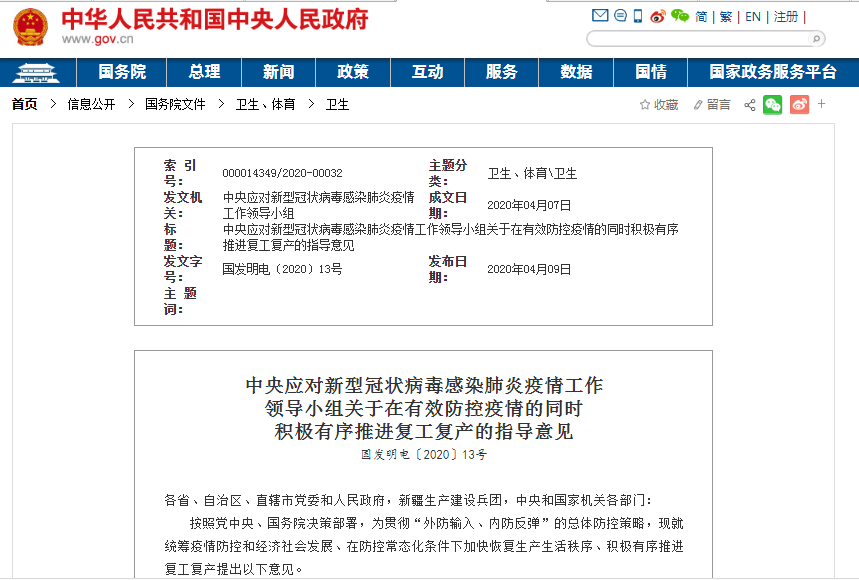 中华人民共和国中央人民政府
www.gov.cn
简 | 繁 | EN | 注册 |
国务院 总理 新闻 政策 互动 服务 数据 国情 国家政务服务平台
首页 > 信息公开 > 国务院文件 > 卫生、体育 > 卫生
收藏 留言
索 引 号： 000014349/2020-00032 主题分类： 卫生、体育\卫生
发文机关： 中央应对新型冠状病毒感染肺炎疫情
工作领导小组 成文日期： 2020年04月07日
标 题： 中央应对新型冠状病毒感染肺炎疫情工作领导小组关于在有效防控疫情的同时积极有序
推进复工复产的指导意见
发文字号： 国发明电〔2020〕13号 发布日期： 2020年04月09日
主 题 词：
中央应对新型冠状病毒感染肺炎疫情工作
领导小组关于在有效防控疫情的同时
积极有序推进复工复产的指导意见
国发明电〔2020〕13号
各省、自治区、直辖市党委和人民政府，新疆生产建设兵团，中央和国家机关各部门：
按照党中央、国务院决策部署，为贯彻“外防输入、内防反弹”的总体防控策略，现就
统筹疫情防控和经济社会发展、在防控常态化条件下加快恢复生产生活秩序、积极有序推进
复工复产提出以下意见。